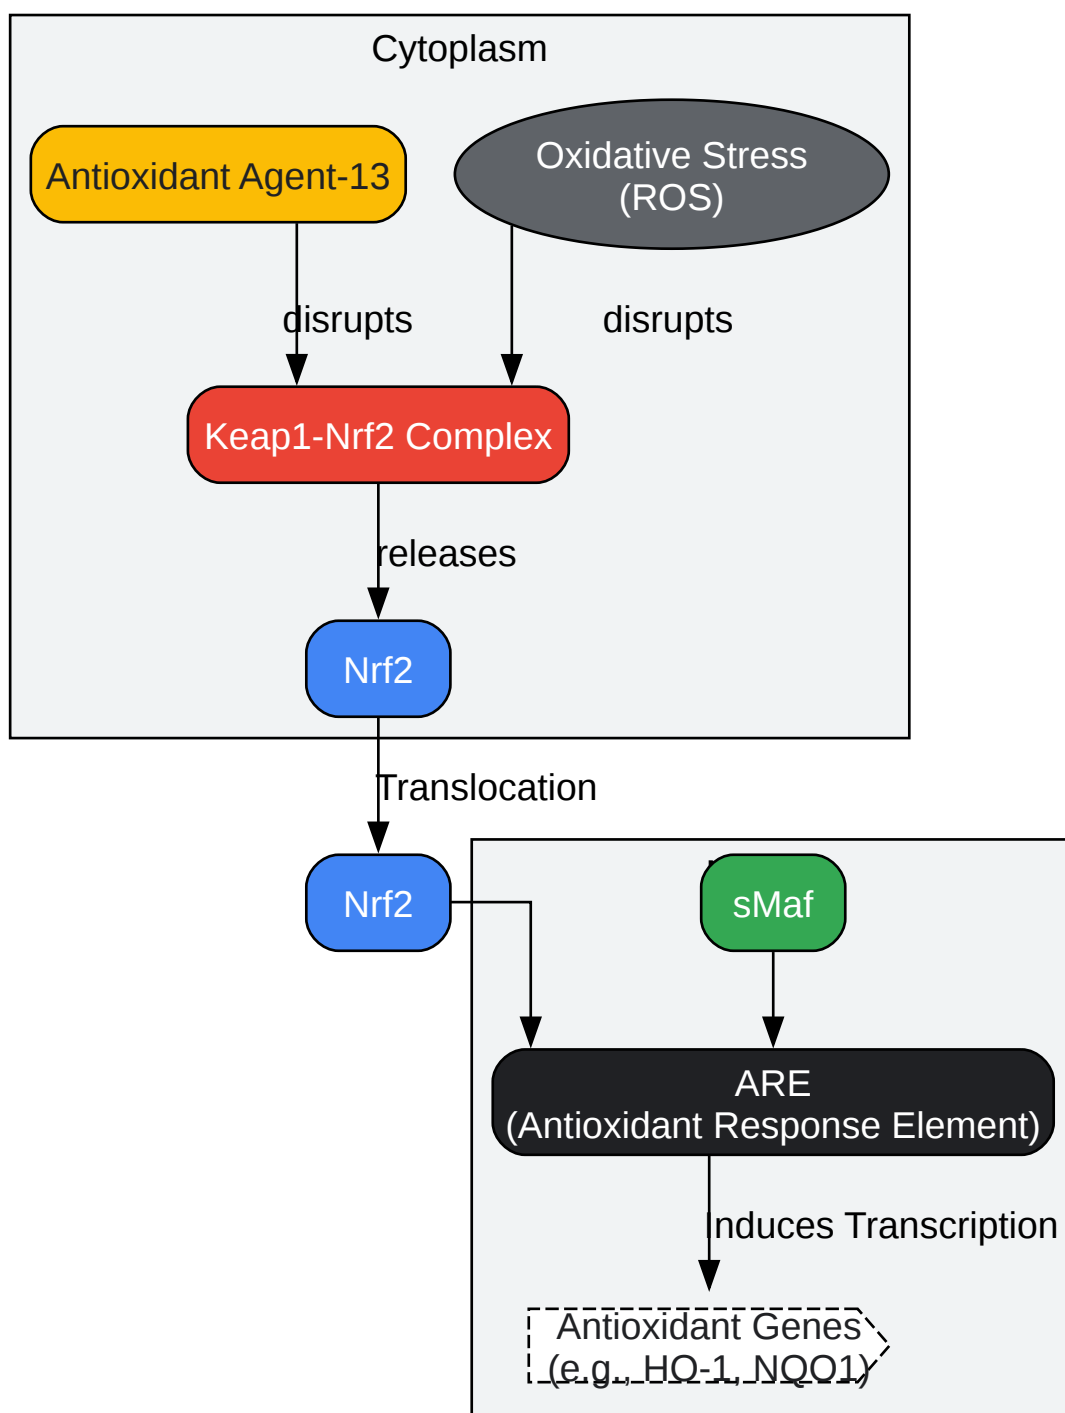 Cytoplasm
Antioxidant Agent-13
Oxidative Stress
(ROS)
disrupts
disrupts
Keap1-Nrf2 Complex
releases
Nrf2
Translocation
Nrf2
sMaf
ARE
(Antioxidant Response Element)
Induces Transcription
Antioxidant Genes
(e.g., HO-1, NQO1)